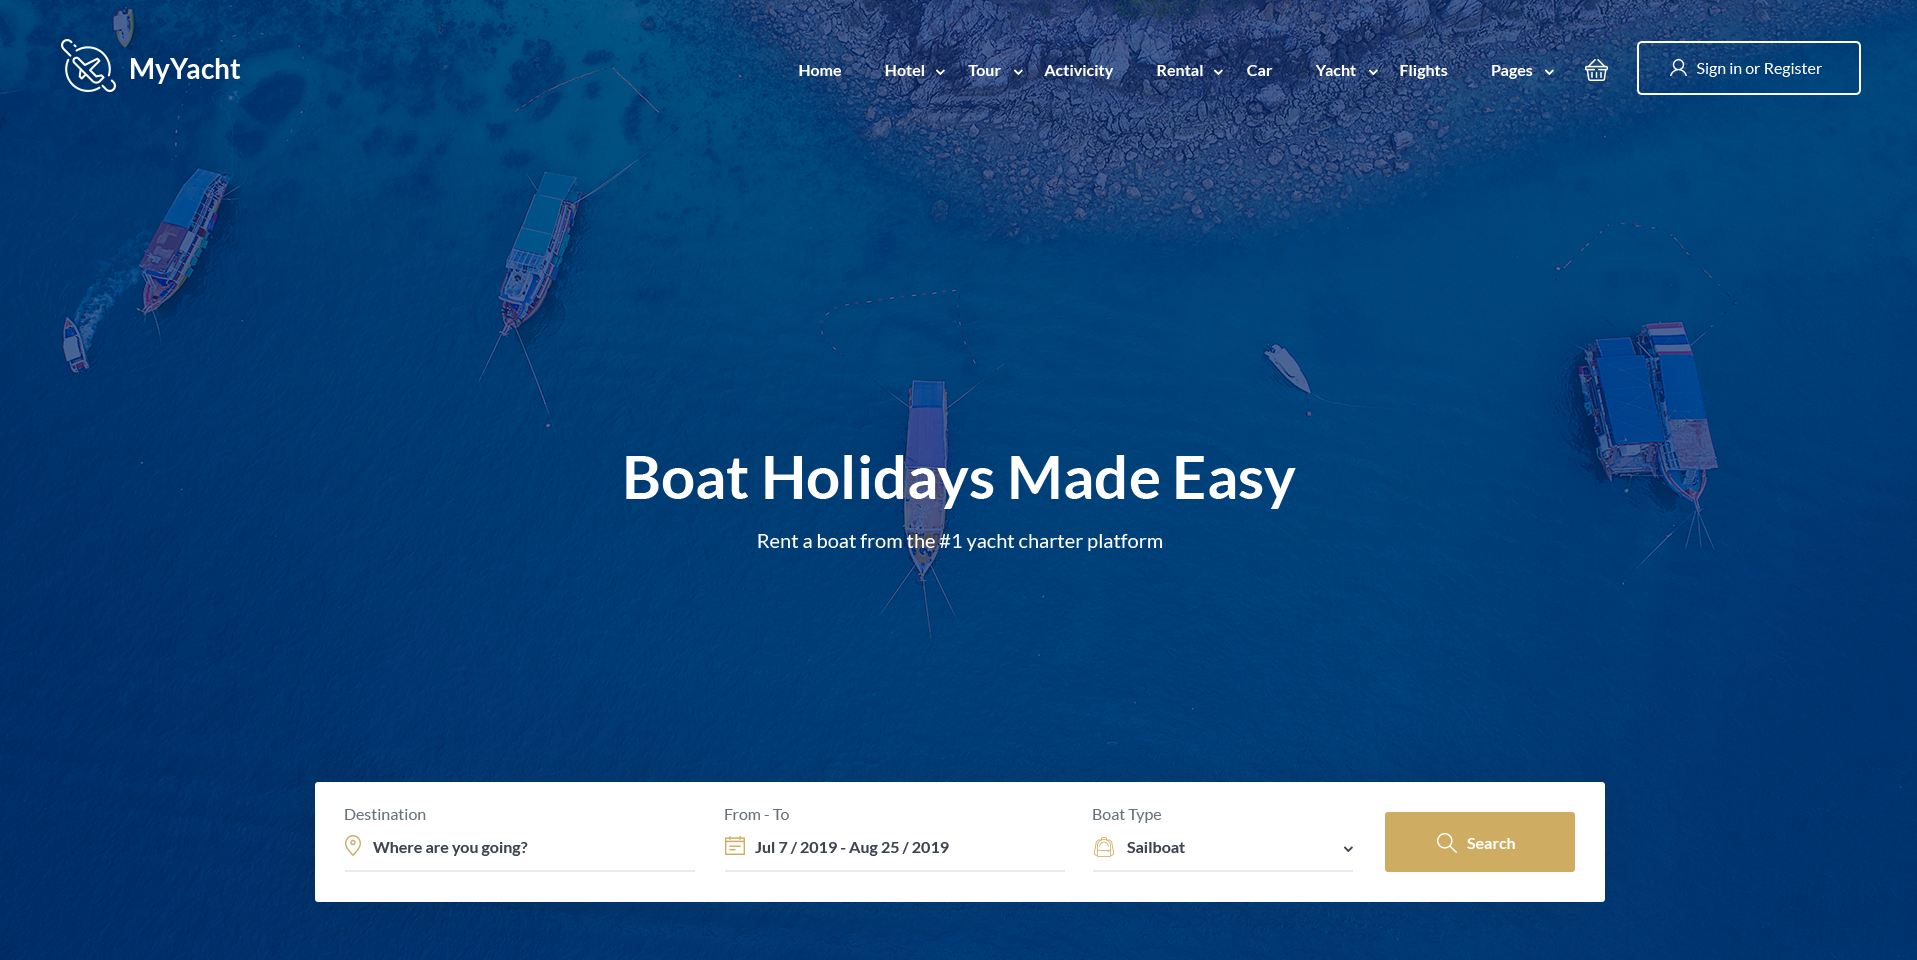 MyYacht
Home Hotel Tour Activicity Rental Car Yacht Flights Pages Sign in or Register
Boat Holidays Made Easy
Rent a boat from the #1 yacht charter platform
Destination From - To Boat Type
Where are you going? Jul 7 / 2019 - Aug 25 / 2019 Sailboat Search